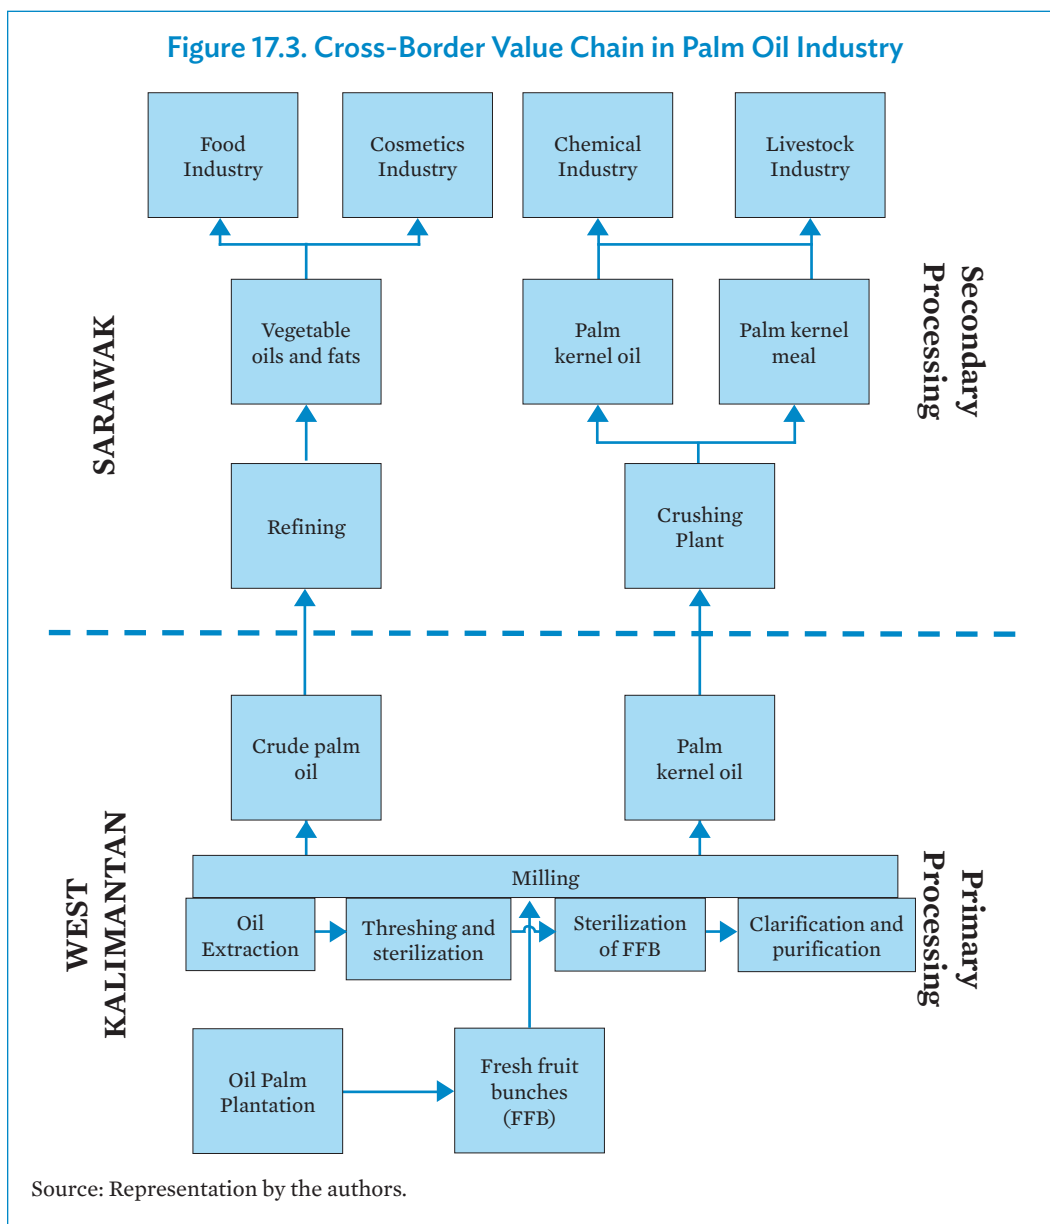 Figure 17.3. Cross-Border Value Chain in Palm Oil Industry
Food
Industry
Cosmetics
Industry
Chemical
Industry
Livestock
Industry
SARAWAK
Vegetable
oils and fats
Palm
kernel oil
Palm kernel
meal
Secondary
Processing
Refining
Crushing
Plant
WEST
KALIMANTAN
Crude palm
oil
Palm
kernel oil
Primary
Processing
Milling
Oil
Extraction
Threshing and
sterilization
Sterilization
of FFB
Clarification and
purification
Oil Palm
Plantation
Fresh fruit
bunches
(FFB)
Source: Representation by the authors.